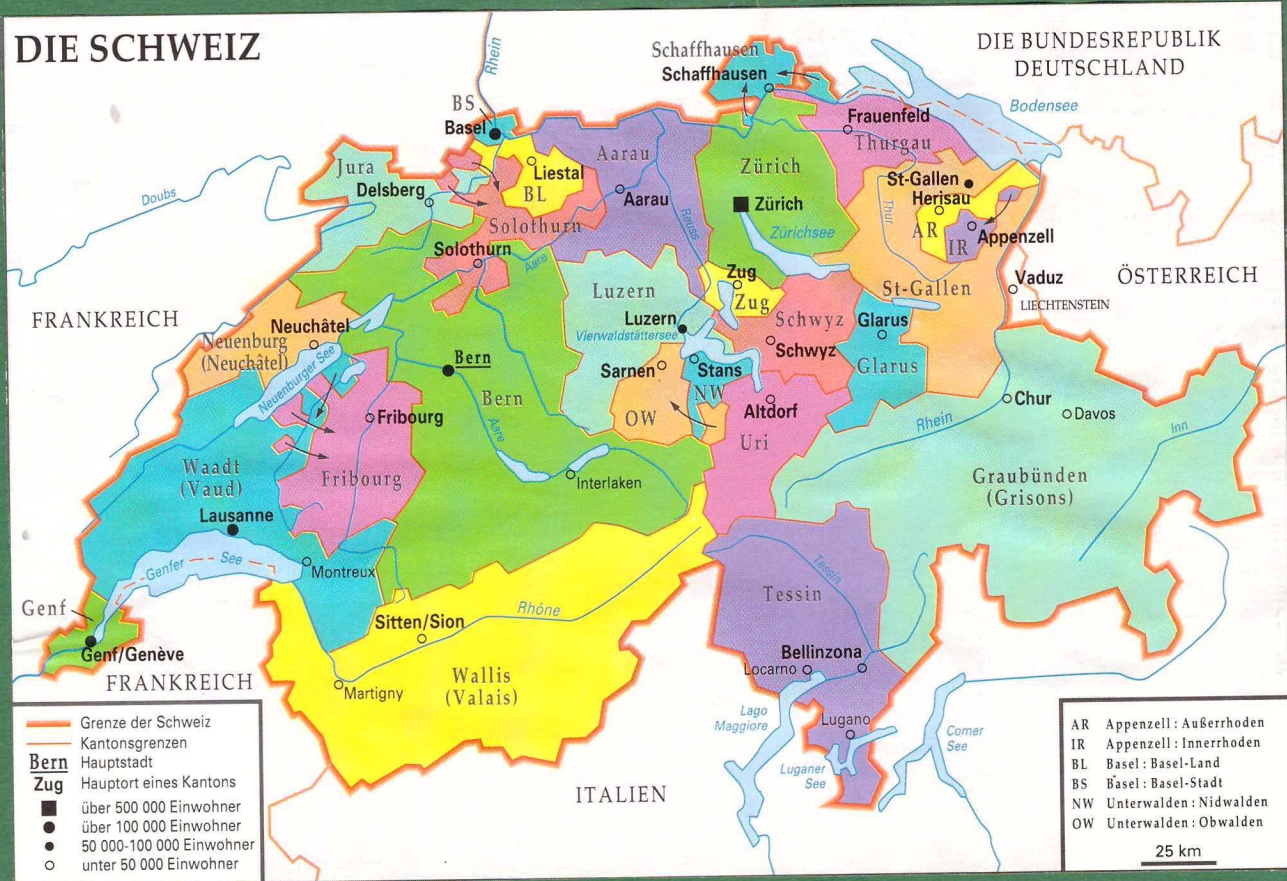 DIE SCHWEIZ
Rhein
Schaffhausen
Schaffhausen
DIE BUNDESREPUBLIK
DEUTSCHLAND
Bodensee
BS
Basel
Frauenfeld
Thurgau
Jura
Delsberg
Doubs
Liestal
BL
Aarau
Aarau
Zürich
Zürich
Zürichsee
Reuss
St-Gallen
Herisau
AR
IR
Appenzell
Thur
Solothurn
Solothurn
Aare
Vaduz
LIECHTENSTEIN
ÖSTERREICH
Zug
Zug
St-Gallen
Luzern
Luzern
Vierwaldstättersee
Schwyz
Schwyz
Glarus
Glarus
FRANKREICH
Neuchâtel
Neuenburg
(Neuchâtel)
Neuenburger See
Bern
Bern
Aare
Sarnen
Stans
NW
OW
Altdorf
Uri
Chur
Davos
Rhein
Inn
Fribourg
Fribourg
Interlaken
Waadt
(Vaud)
Graubünden
(Grisons)
Lausanne
Genfer See
Montreux
Genf
Genf/Genève
FRANKREICH
Sitten/Sion
Rhône
Martigny
Wallis
(Valais)
Tessin
Tessin
Bellinzona
Locarno
Lago
Maggiore
Lugano
Luganer
See
Comer
See
ITALIEN
Grenze der Schweiz
Kantonsgrenzen
Bern Hauptstadt
Zug Hauptort eines Kantons
über 500 000 Einwohner
über 100 000 Einwohner
50 000-100 000 Einwohner
unter 50 000 Einwohner
AR Appenzell : Außerrhoden
IR Appenzell : Innerrhoden
BL Basel : Basel-Land
BS Basel : Basel-Stadt
NW Unterwalden : Nidwalden
OW Unterwalden : Obwalden
25 km